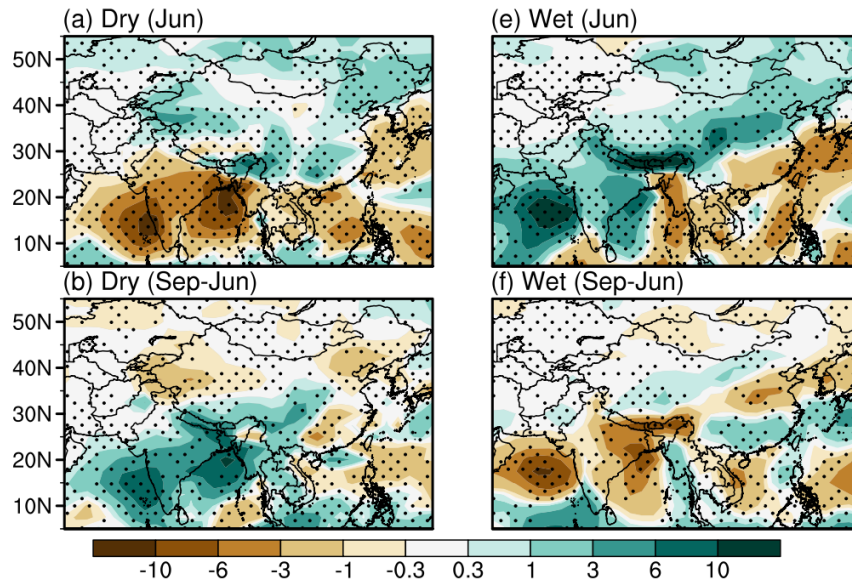 (a) Dry (Jun)
(e) Wet (Jun)
50N
40N
30N
20N
10N
(b) Dry (Sep-Jun)
(f) Wet (Sep-Jun)
50N
40N
30N
20N
10N
-10 -6 -3 -1 -0.3 0.3 1 3 6 10